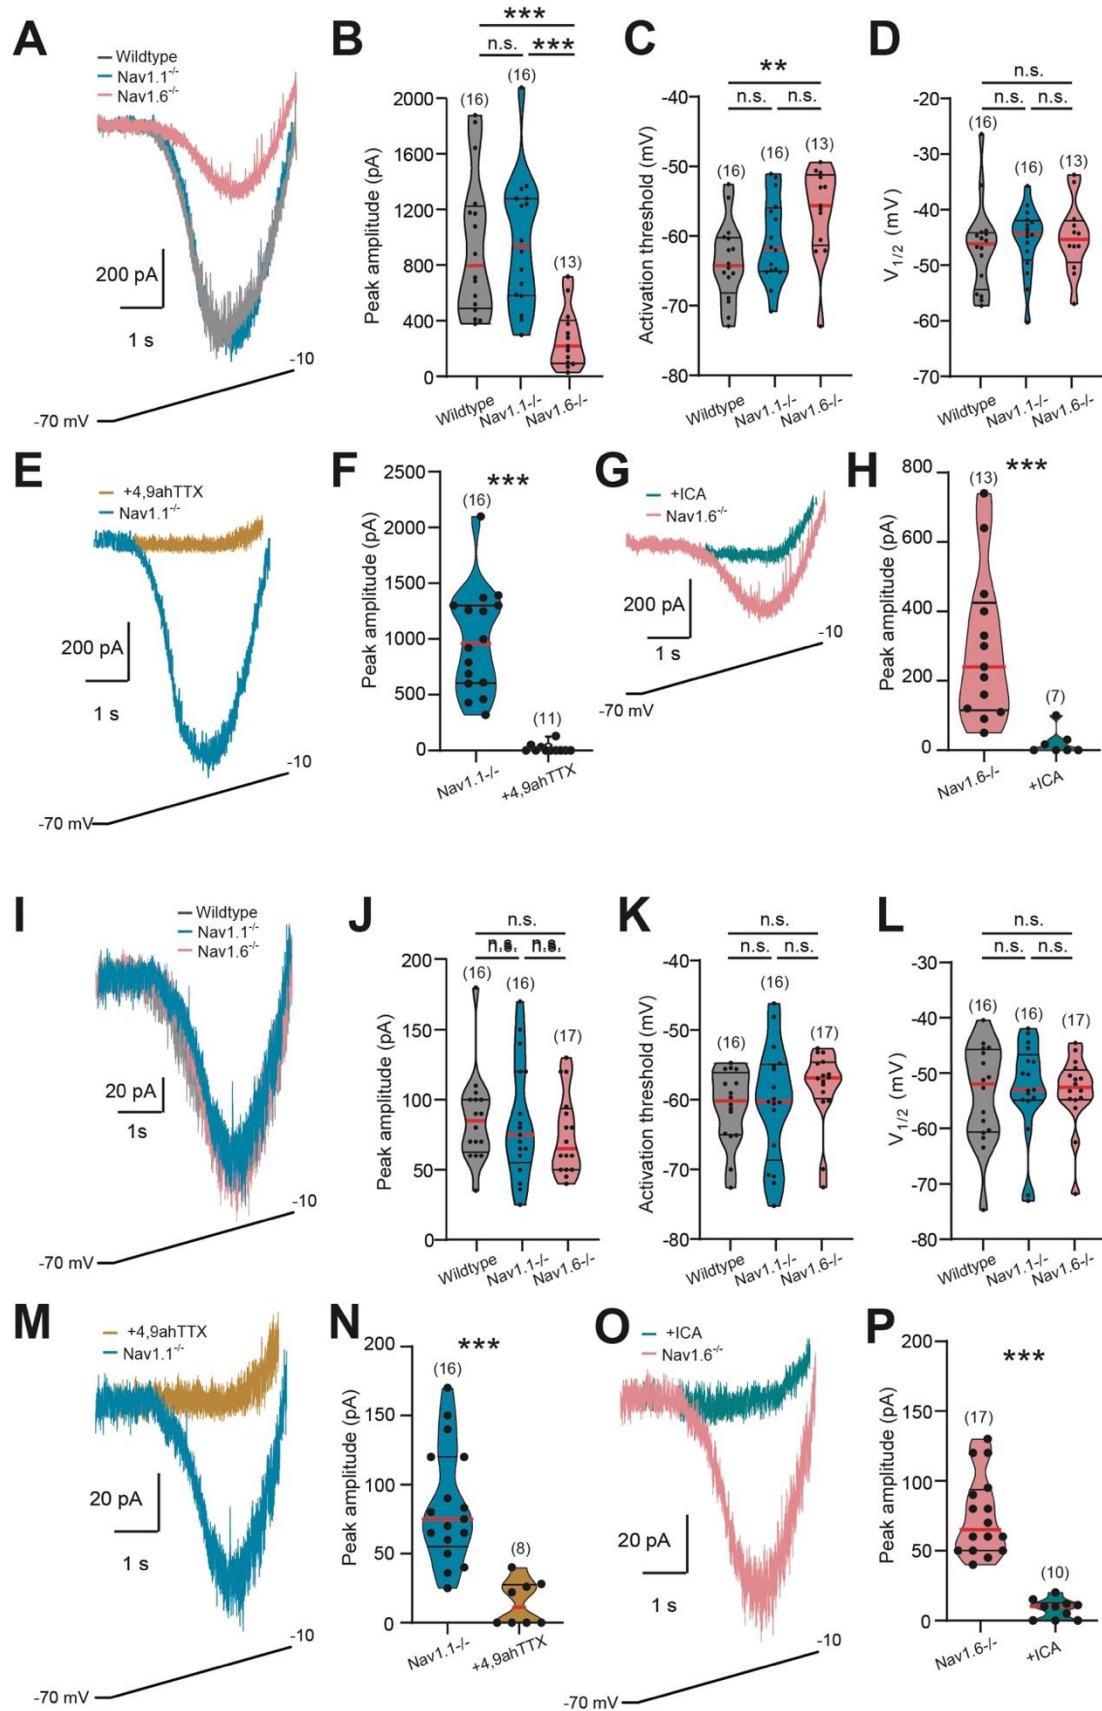 A
Wildtype
Nav1.1-/-
Nav1.6-/-
200 pA
1 s
-10
-70 mV
B
***
n.s.
***
(16)
(16)
(13)
Peak amplitude (pA)
2000
1600
1200
800
400
0
Wildtype
Nav1.1-/-
Nav1.6-/-
C
**
n.s.
n.s.
(16)
(16)
(13)
Activation threshold (mV)
-40
-50
-60
-70
-80
Wildtype
Nav1.1-/-
Nav1.6-/-
D
n.s.
n.s.
n.s.
(16)
(16)
(13)
V1/2 (mV)
-20
-30
-40
-50
-60
-70
Wildtype
Nav1.1-/-
Nav1.6-/-
E
+4,9ahTTX
Nav1.1-/-
200 pA
1 s
-10
-70 mV
F
***
(16)
(11)
Peak amplitude (pA)
2500
2000
1500
1000
500
0
Nav1.1-/-
+4,9ahTTX
G
+ICA
Nav1.6-/-
200 pA
1 s
-10
-70 mV
H
***
(13)
(7)
Peak amplitude (pA)
800
600
400
200
0
Nav1.6-/-
+ICA
I
Wildtype
Nav1.1-/-
Nav1.6-/-
20 pA
1s
-10
-70 mV
J
n.s.
n.s.
n.s.
(16)
(16)
(17)
Peak amplitude (pA)
200
150
100
50
0
Wildtype
Nav1.1-/-
Nav1.6-/-
K
n.s.
n.s.
n.s.
(16)
(16)
(17)
Activation threshold (mV)
-40
-50
-60
-70
-80
Wildtype
Nav1.1-/-
Nav1.6-/-
L
n.s.
n.s.
n.s.
(16)
(16)
(17)
V1/2 (mV)
-30
-40
-50
-60
-70
-80
Wildtype
Nav1.1-/-
Nav1.6-/-
M
+4,9ahTTX
Nav1.1-/-
20 pA
1 s
-10
-70 mV
N
***
(16)
(8)
Peak amplitude (pA)
200
150
100
50
0
Nav1.1-/-
+4,9ahTTX
O
+ICA
Nav1.6-/-
20 pA
1 s
-10
-70 mV
P
***
(17)
(10)
Peak amplitude (pA)
200
150
100
50
0
Nav1.6-/-
+ICA